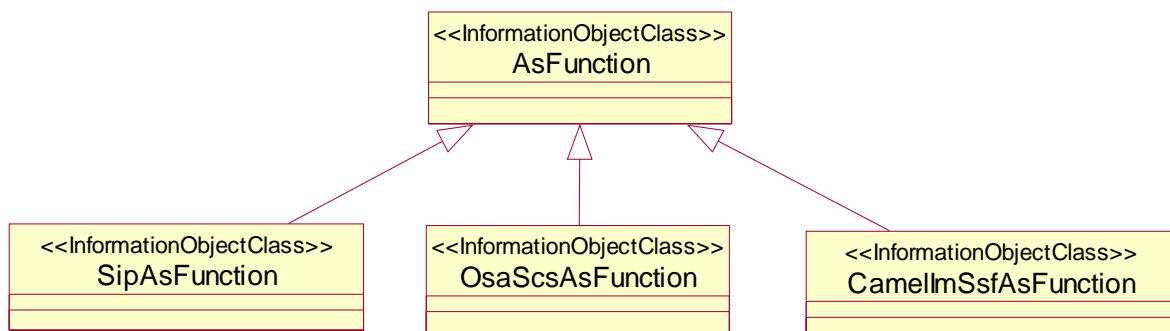 <<InformationObjectClass>>
AsFunction
<<InformationObjectClass>>
SipAsFunction
<<InformationObjectClass>>
OsaScsAsFunction
<<InformationObjectClass>>
CamelImSsfAsFunction